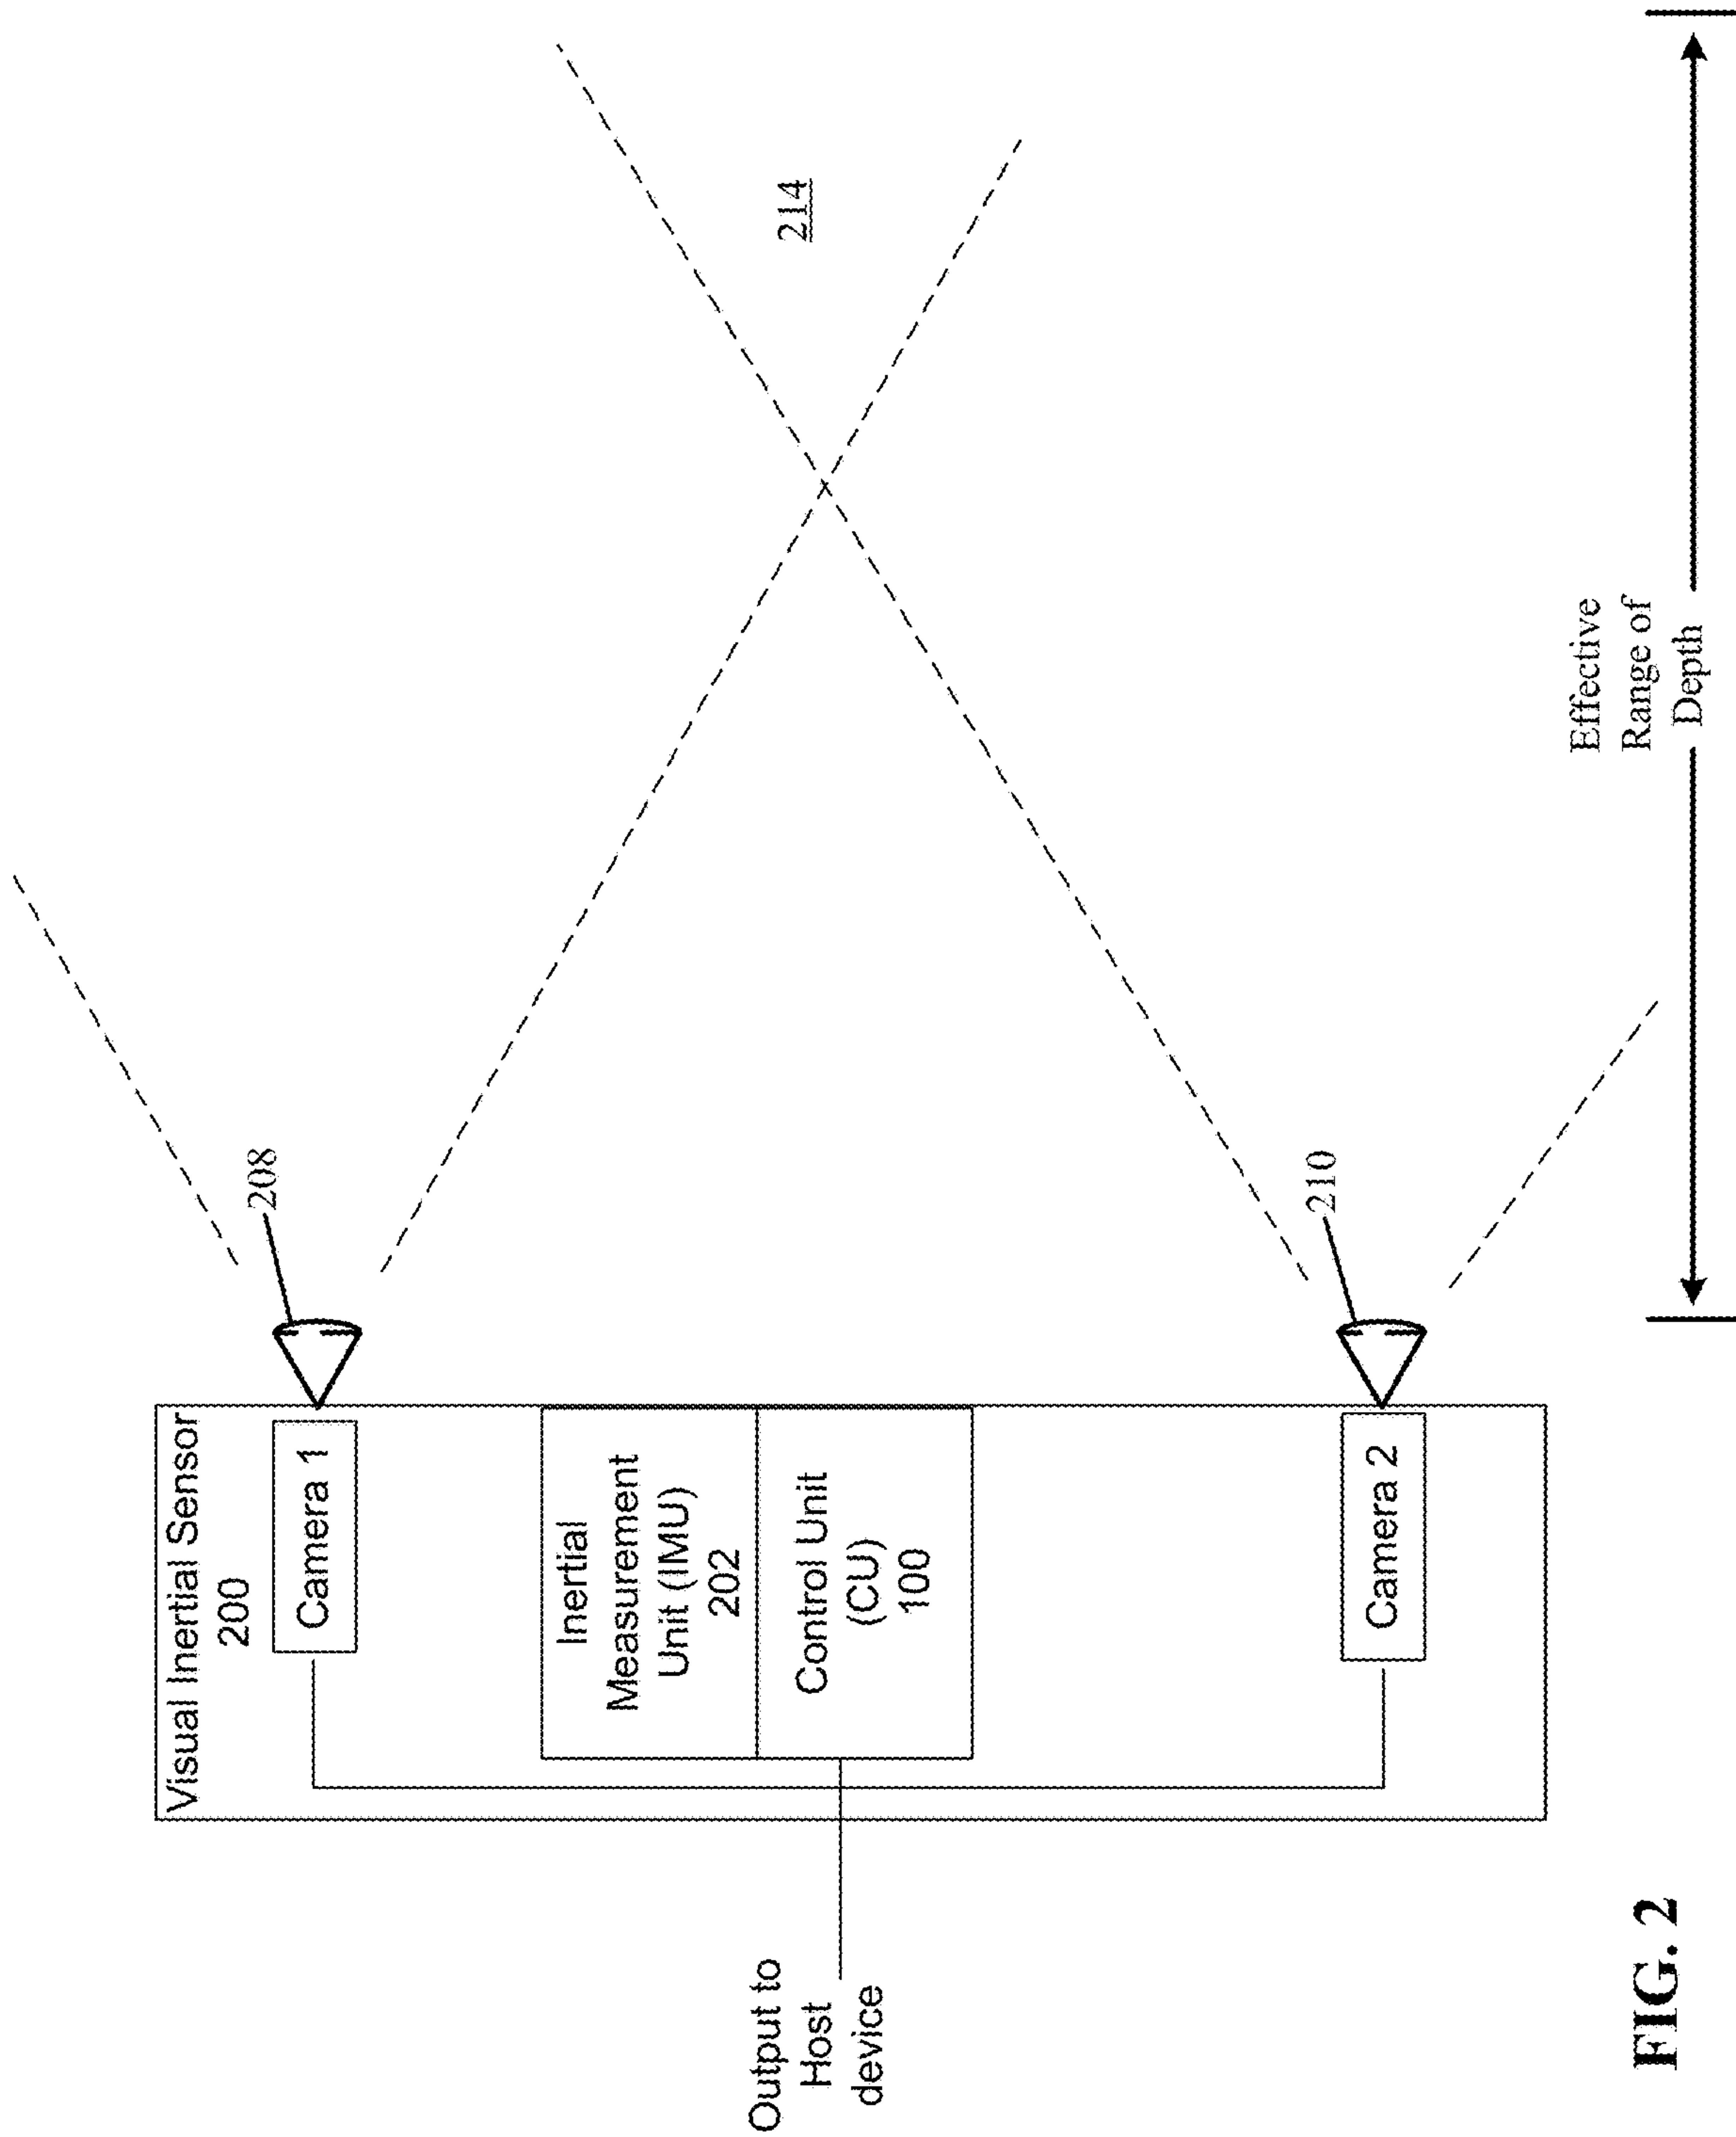 Visual Inertial Sensor
200
Camera 1
208
Inertial
Measurement
Unit (IMU)
202
Control Unit
(CU)
100
Camera 2
210
214
Output to
Host
device
Effective
Range of
Depth
FIG. 2